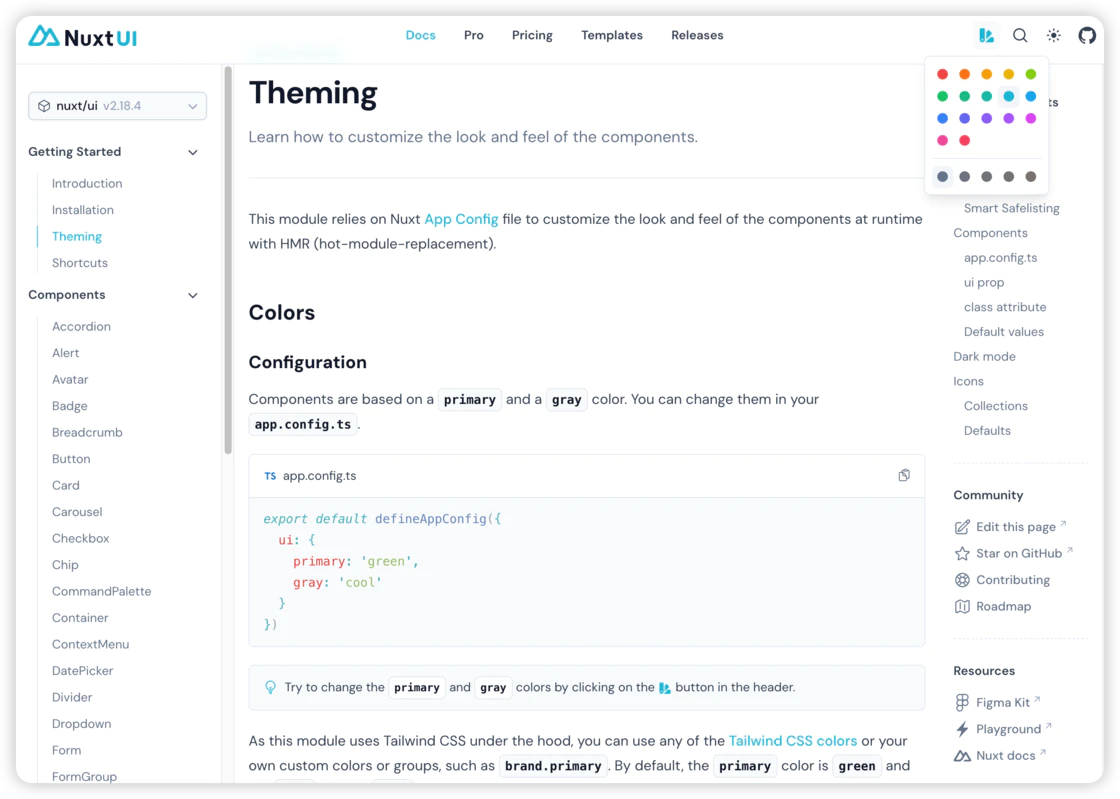 NuxtUI
Docs
Pro
Pricing
Templates
Releases
nuxt/ui v2.18.4
Getting Started
Introduction
Installation
Theming
Shortcuts
Components
Accordion
Alert
Avatar
Badge
Breadcrumb
Button
Card
Carousel
Checkbox
Chip
CommandPalette
Container
ContextMenu
DatePicker
Divider
Dropdown
Form
FormGroup
Theming
Learn how to customize the look and feel of the components.
This module relies on Nuxt App Config file to customize the look and feel of the components at runtime
with HMR (hot-module-replacement).
Colors
Configuration
Components are based on a primary and a gray color. You can change them in your
app.config.ts.
TS app.config.ts
export default defineAppConfig({
  ui: {
    primary: 'green',
    gray: 'cool'
  }
})
Try to change the primary and gray colors by clicking on the button in the header.
As this module uses Tailwind CSS under the hood, you can use any of the Tailwind CSS colors or your
own custom colors or groups, such as brand.primary. By default, the primary color is green and
Smart Safelisting
Components
app.config.ts
ui prop
class attribute
Default values
Dark mode
Icons
Collections
Defaults
Community
Edit this page
Star on GitHub
Contributing
Roadmap
Resources
Figma Kit
Playground
Nuxt docs